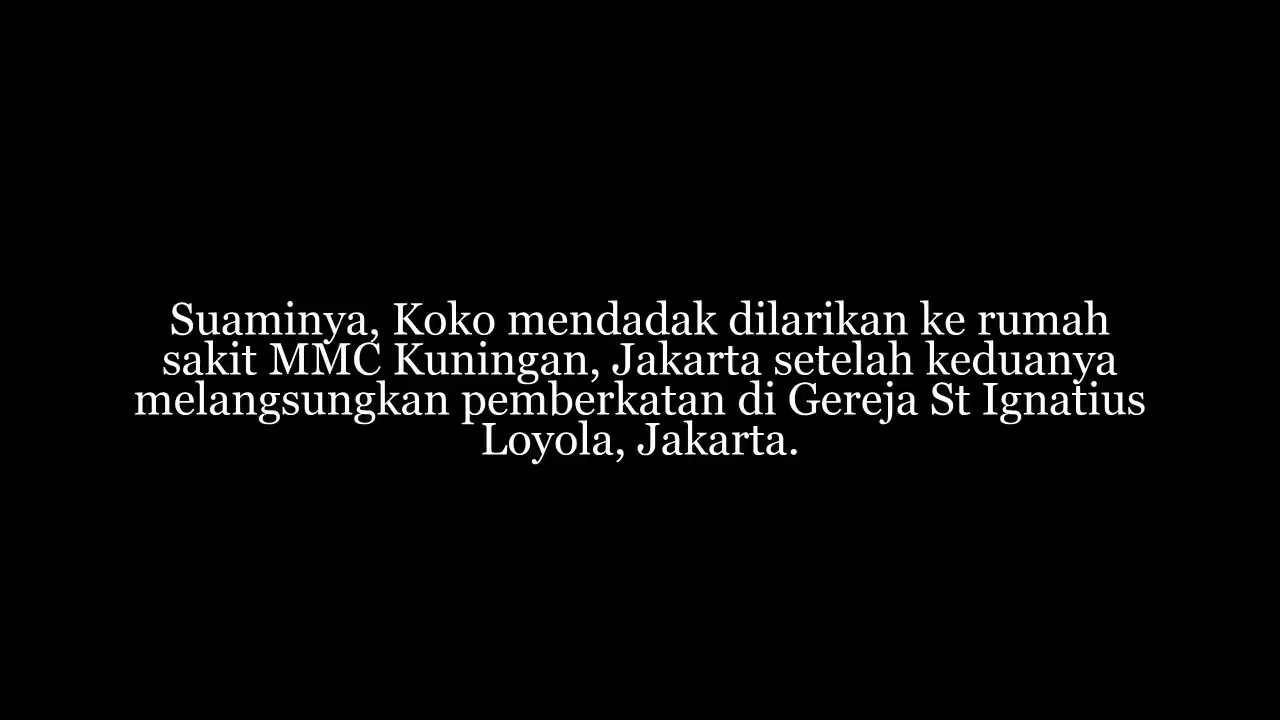 Suaminya, Koko mendadak dilarikan ke rumah
sakit MMC Kuningan, Jakarta setelah keduanya
melangsungkan pemberkatan di Gereja St Ignatius
Loyola, Jakarta.